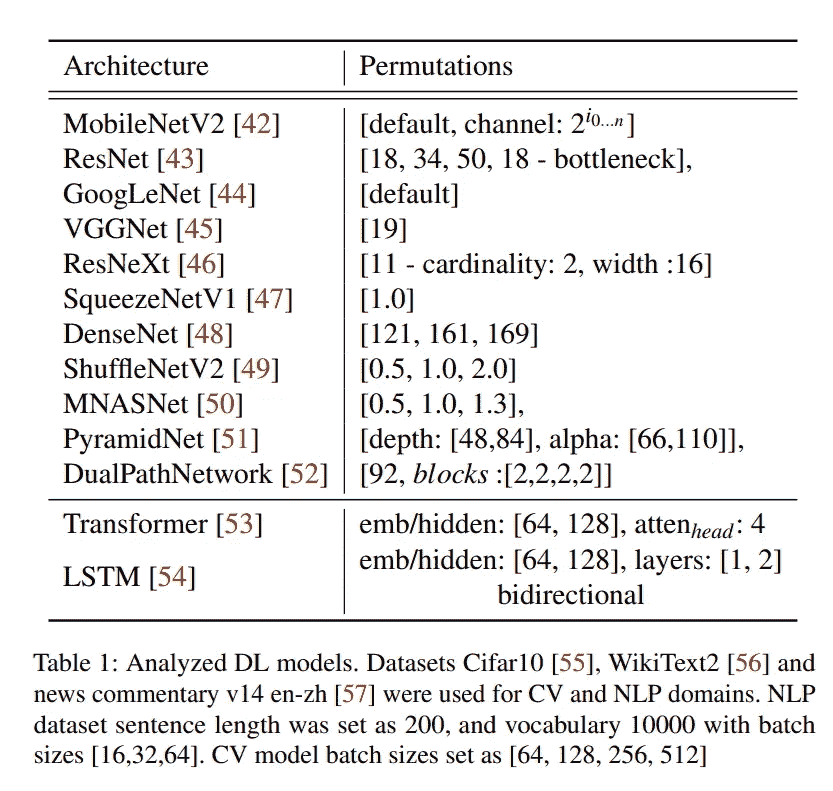 Architecture Permutations
MobileNetV2 [42] [default, channel: 2^{i_{0...n}}]
ResNet [43] [18, 34, 50, 18 - bottleneck],
GoogLeNet [44] [default]
VGGNet [45] [19]
ResNeXt [46] [11 - cardinality: 2, width :16]
SqueezeNetV1 [47] [1.0]
DenseNet [48] [121, 161, 169]
ShuffleNetV2 [49] [0.5, 1.0, 2.0]
MNASNet [50] [0.5, 1.0, 1.3],
PyramidNet [51] [depth: [48,84], alpha: [66,110]],
DualPathNetwork [52] [92, blocks :[2,2,2,2]]
Transformer [53] emb/hidden: [64, 128], atten_{head}: 4
LSTM [54] emb/hidden: [64, 128], layers: [1, 2]
bidirectional
Table 1: Analyzed DL models. Datasets Cifar10 [55], WikiText2 [56] and
news commentary v14 en-zh [57] were used for CV and NLP domains. NLP
dataset sentence length was set as 200, and vocabulary 10000 with batch
sizes [16,32,64]. CV model batch sizes set as [64, 128, 256, 512]